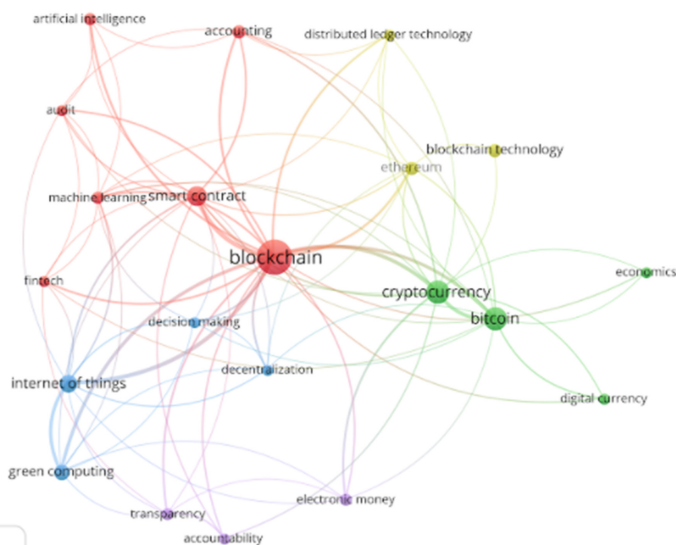 artificial intelligence
accounting
distributed ledger technology
audit
blockchain technology
ethereum
machine learning
smart contract
blockchain
economics
fintech
cryptocurrency
bitcoin
decision making
decentralization
internet of things
digital currency
green computing
electronic money
transparency
accountability